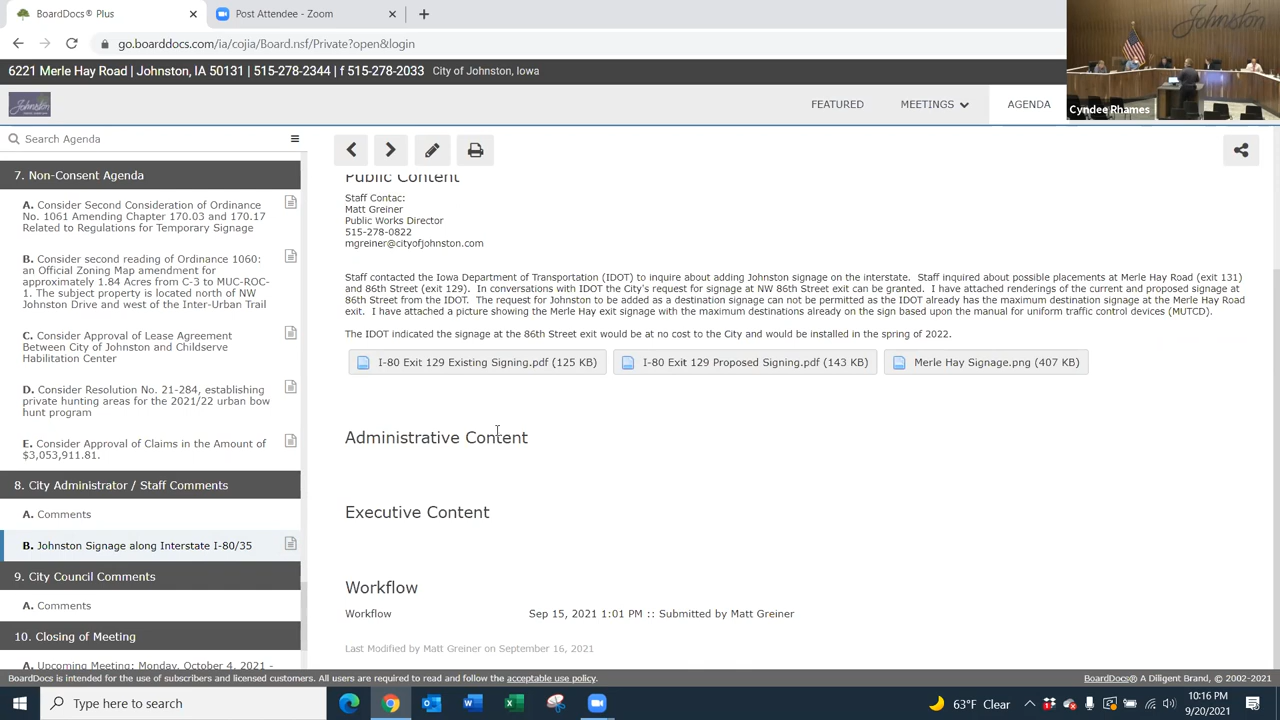 BoardDocs® Plus
Post Attendee - Zoom
go.boarddocs.com/ia/cojia/Board.nsf/Private?open&login
6221 Merle Hay Road | Johnston, IA 50131 | 515-278-2344 | f 515-278-2033 City of Johnston, Iowa
Johnston
Cyndee Rhames
Johnston
FEATURED
MEETINGS
AGENDA
Search Agenda
7. Non-Consent Agenda
A. Consider Second Consideration of Ordinance
No. 1061 Amending Chapter 170.03 and 170.17
Related to Regulations for Temporary Signage
B. Consider second reading of Ordinance 1060:
an Official Zoning Map amendment for
approximately 1.84 Acres from C-3 to MUC-ROC-
1. The subject property is located north of NW
Johnston Drive and west of the Inter-Urban Trail
C. Consider Approval of Lease Agreement
Between City of Johnston and Childserve
Habilitation Center
D. Consider Resolution No. 21-284, establishing
private hunting areas for the 2021/22 urban bow
hunt program
E. Consider Approval of Claims in the Amount of
$3,053,911.81.
8. City Administrator / Staff Comments
A. Comments
B. Johnston Signage along Interstate I-80/35
9. City Council Comments
A. Comments
10. Closing of Meeting
A. Upcoming Meeting: Monday, October 4, 2021 -
Public Content
Staff Contac:
Matt Greiner
Public Works Director
515-278-0822
mgreiner@cityofjohnston.com
Staff contacted the Iowa Department of Transportation (IDOT) to inquire about adding Johnston signage on the interstate. Staff inquired about possible placements at Merle Hay Road (exit 131)
and 86th Street (exit 129). In conversations with IDOT the City's request for signage at NW 86th Street exit can be granted. I have attached renderings of the current and proposed signage at
86th Street from the IDOT. The request for Johnston to be added as a destination signage can not be permitted as the IDOT already has the maximum destination signage at the Merle Hay Road
exit. I have attached a picture showing the Merle Hay exit signage with the maximum destinations already on the sign based upon the manual for uniform traffic control devices (MUTCD).
The IDOT indicated the signage at the 86th Street exit would be at no cost to the City and would be installed in the spring of 2022.
I-80 Exit 129 Existing Signing.pdf (125 KB)
I-80 Exit 129 Proposed Signing.pdf (143 KB)
Merle Hay Signage.png (407 KB)
Administrative Content
Executive Content
Workflow
Workflow Sep 15, 2021 1:01 PM :: Submitted by Matt Greiner
Last Modified by Matt Greiner on September 16, 2021
BoardDocs is intended for the use of subscribers and licensed customers. All users are required to read and follow the acceptable use policy.
BoardDocs® A Diligent Brand, © 2002-2021
Type here to search
63°F Clear
10:16 PM
9/20/2021